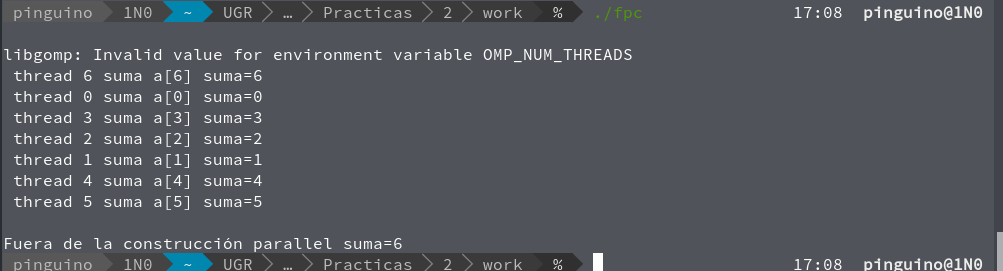 pinguino 1N0 ~ UGR … Practicas 2 work % ./fpc 17:08 pinguino@1N0
libgomp: Invalid value for environment variable OMP_NUM_THREADS
thread 6 suma a[6] suma=6
thread 0 suma a[0] suma=0
thread 3 suma a[3] suma=3
thread 2 suma a[2] suma=2
thread 1 suma a[1] suma=1
thread 4 suma a[4] suma=4
thread 5 suma a[5] suma=5
Fuera de la construcción parallel suma=6
pinguino 1N0 ~ UGR … Practicas 2 work % 17:08 pinguino@1N0